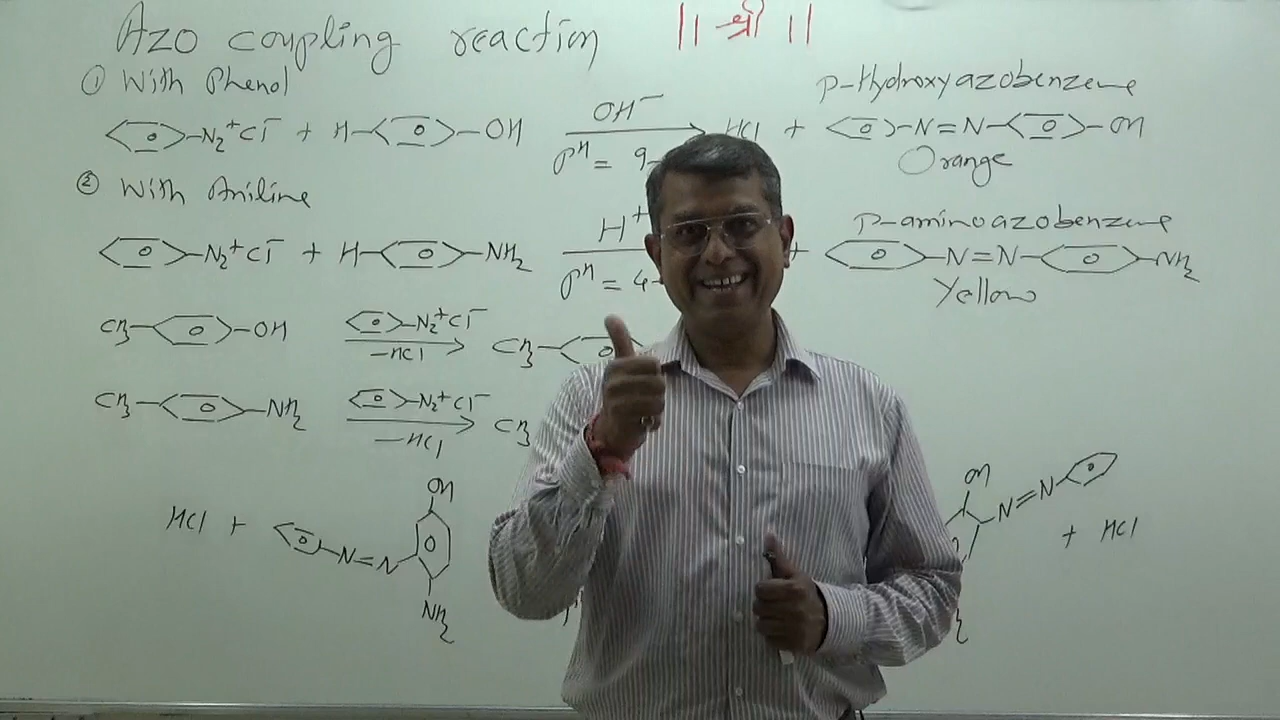 Azo coupling reaction || श्री ||
① With Phenol
p-Hydroxyazobenzene
-N₂⁺Cl⁻ + H- -OH OH⁻ HCl + -N=N- -OH
pH = 9-
Orange
② With Aniline
p-aminoazobenzene
-N₂⁺Cl⁻ + H- -NH₂ H⁺ + -N=N- -NH₂
pH = 4-
Yellow
CH₃- -OH -N₂⁺Cl⁻ CH₃-
-HCl
CH₃- -NH₂ -N₂⁺Cl⁻ CH₃
-HCl
OH OH
HCl + -N=N- -N=N- + HCl
NH₂